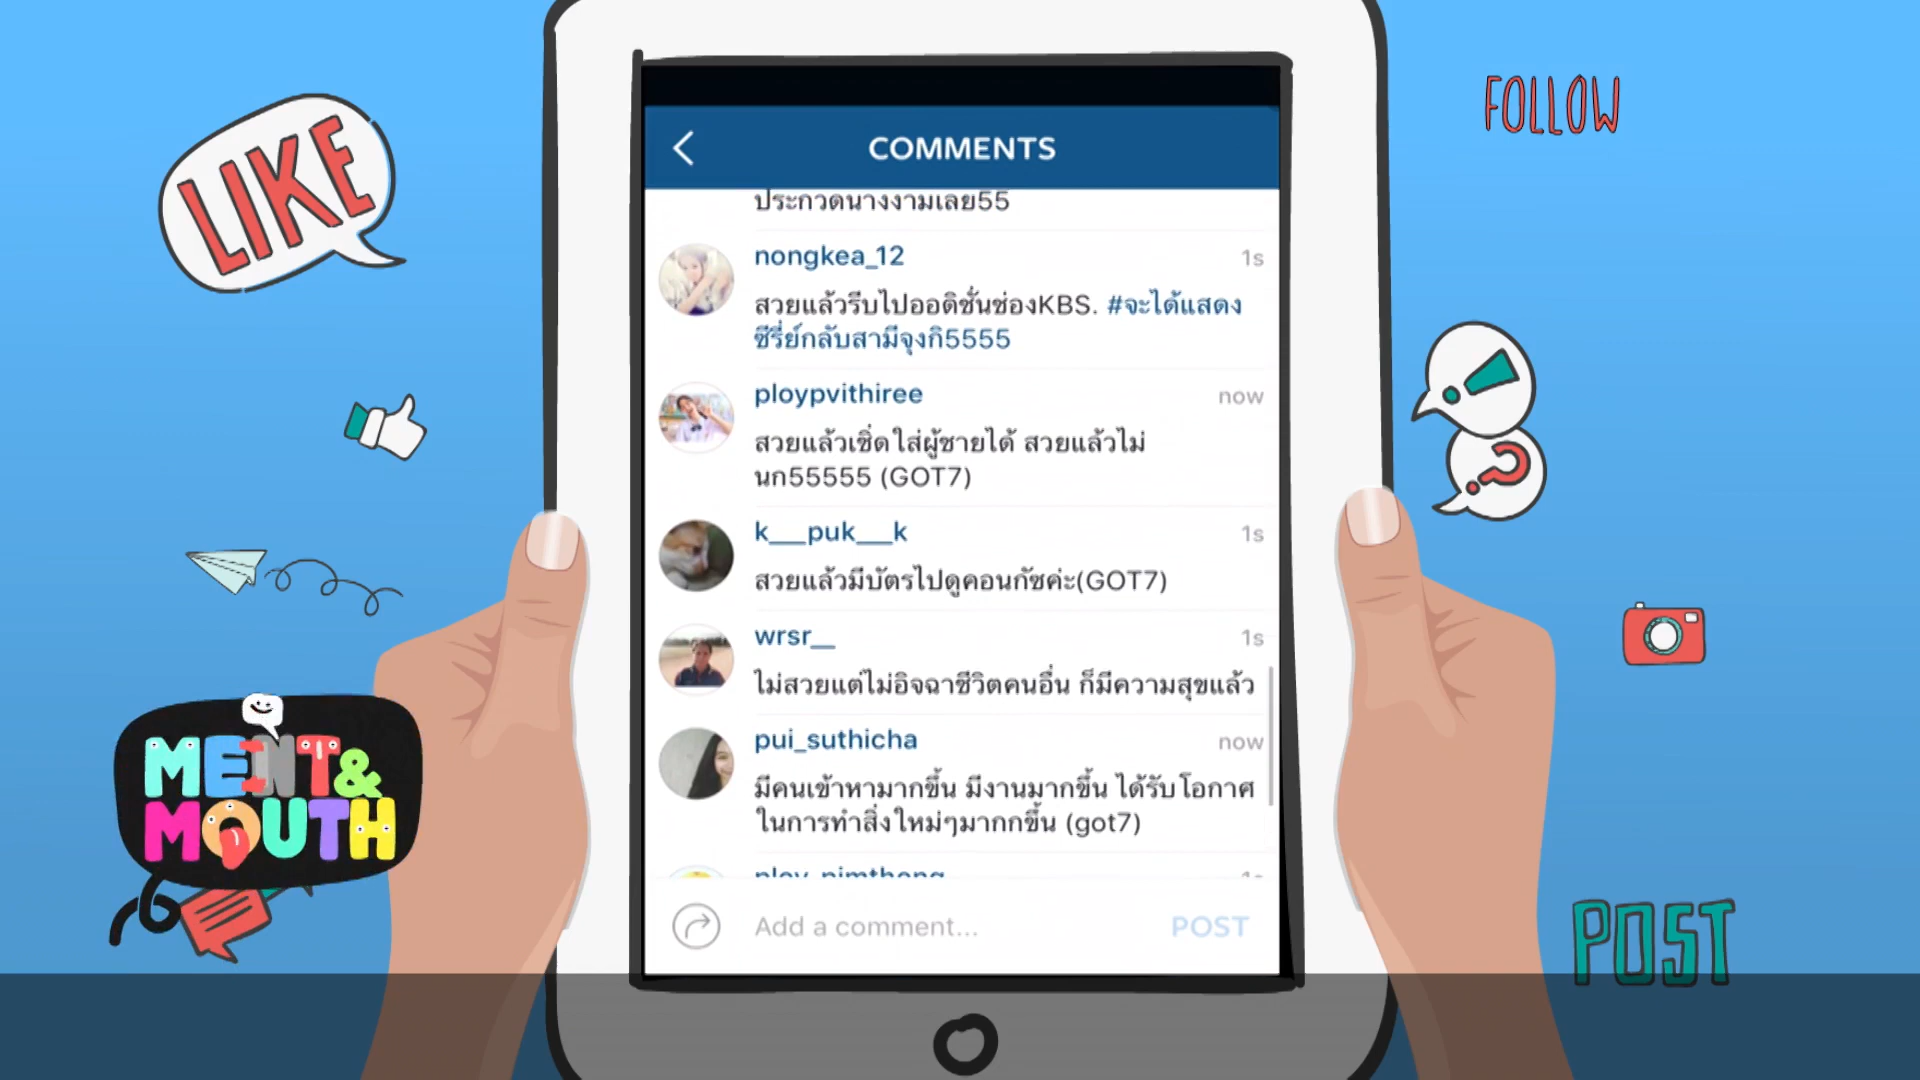 LIKE
FOLLOW
COMMENTS
ประกวดนางงามเลย55
nongkea_12
1s
สวยแล้วรีบไปออดิชั่นช่องKBS. #จะได้แสดง
ซีรี่ย์กลับสามีจุงกิ5555
ploypvithiree
now
สวยแล้วเชิ่ดใส่ผู้ชายได้ สวยแล้วไม่
นก55555 (GOT7)
k___puk___k
1s
สวยแล้วมีบัตรไปดูคอนกัซค่ะ(GOT7)
wrsr__
1s
ไม่สวยแต่ไม่อิจฉาชีวิตคนอื่น ก็มีความสุขแล้ว
pui_suthicha
now
มีคนเข้าหามากขึ้น มีงานมากขึ้น ได้รับโอกาศ
ในการทำสิ่งใหม่ๆมากกขึ้น (got7)
Add a comment...
POST
MENT&
MOUTH
POST